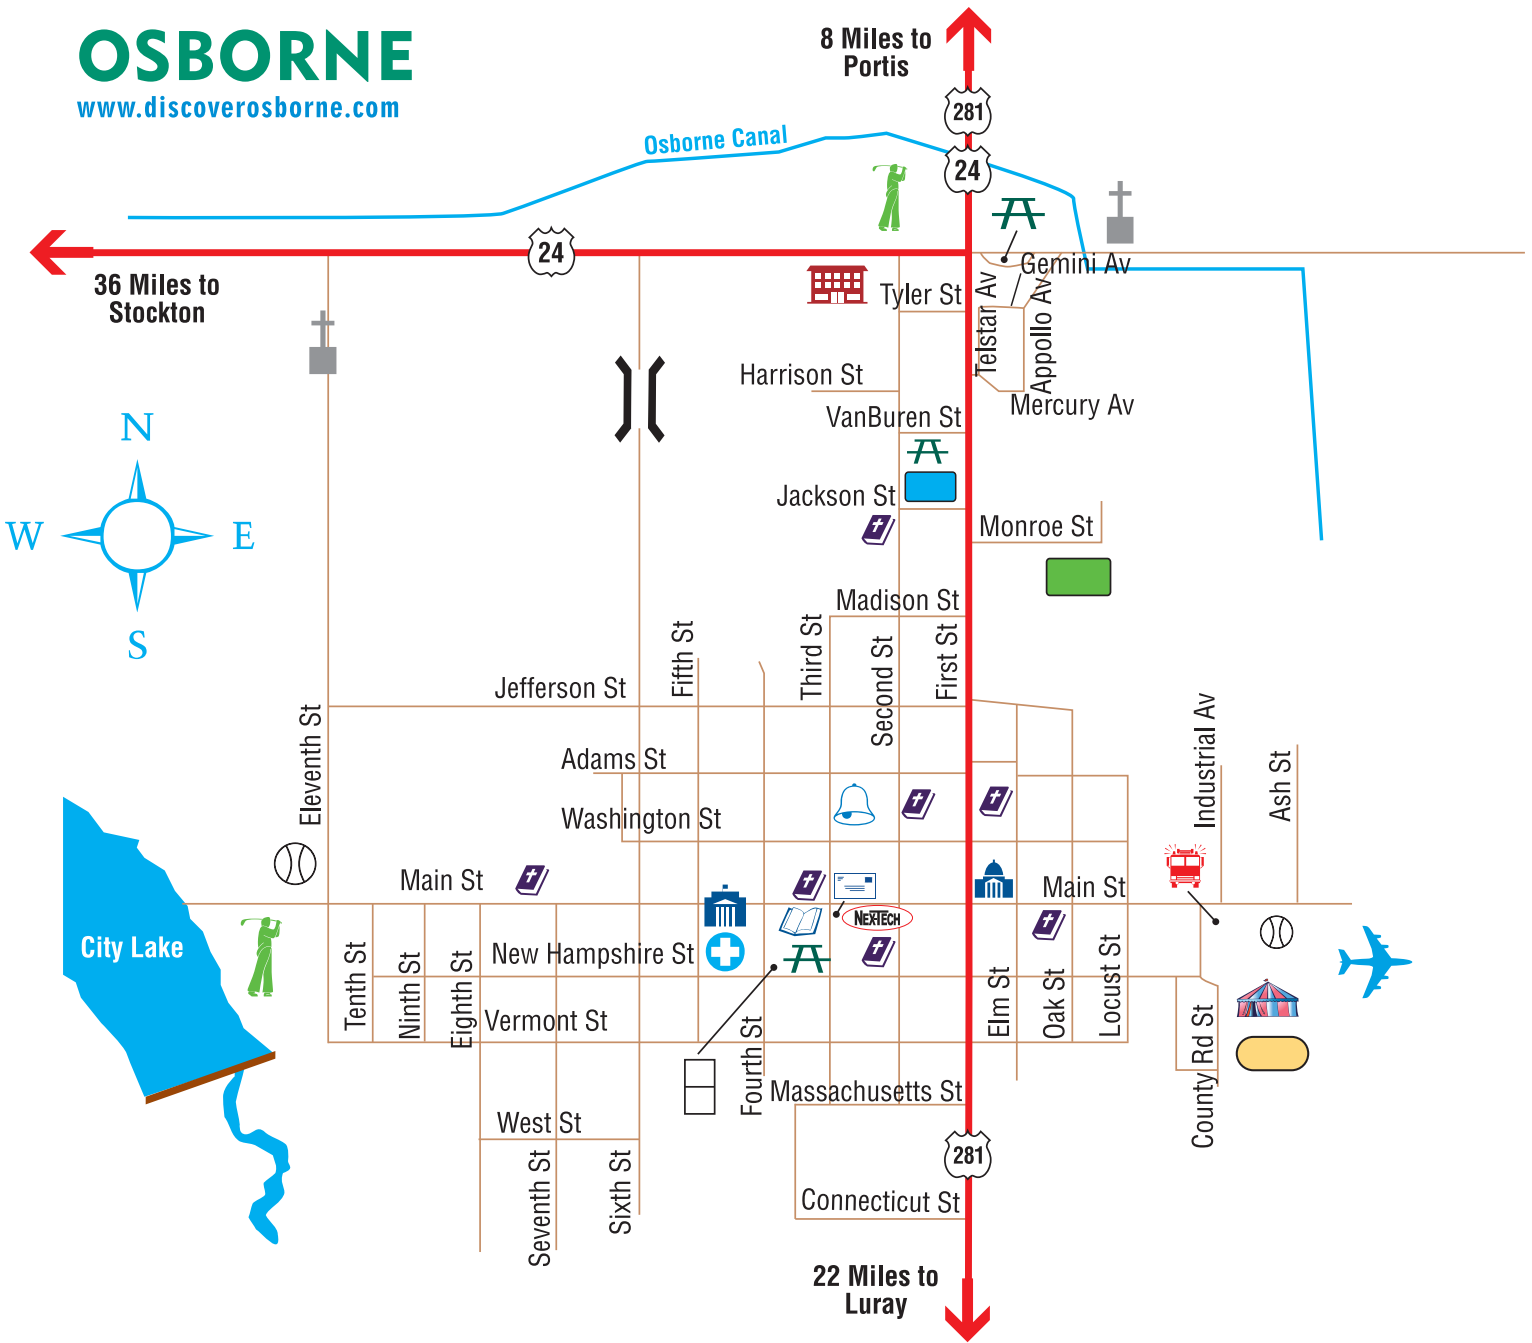 OSBORNE
www.discoverosborne.com
8 Miles to
Portis
281
24
Osborne Canal
24
36 Miles to
Stockton
Gemini Av
Tyler St
Telstar Av
Appollo Av
Harrison St
Mercury Av
VanBuren St
N
W
E
S
Jackson St
Monroe St
Madison St
Fifth St
Third St
Second St
First St
Jefferson St
Eleventh St
Adams St
Washington St
Industrial Av
Ash St
Main St
Main St
NEX-TECH
City Lake
New Hampshire St
Tenth St
Ninth St
Eighth St
Vermont St
Elm St
Oak St
Locust St
County Rd St
Fourth St
Massachusetts St
West St
Seventh St
Sixth St
281
Connecticut St
22 Miles to
Luray